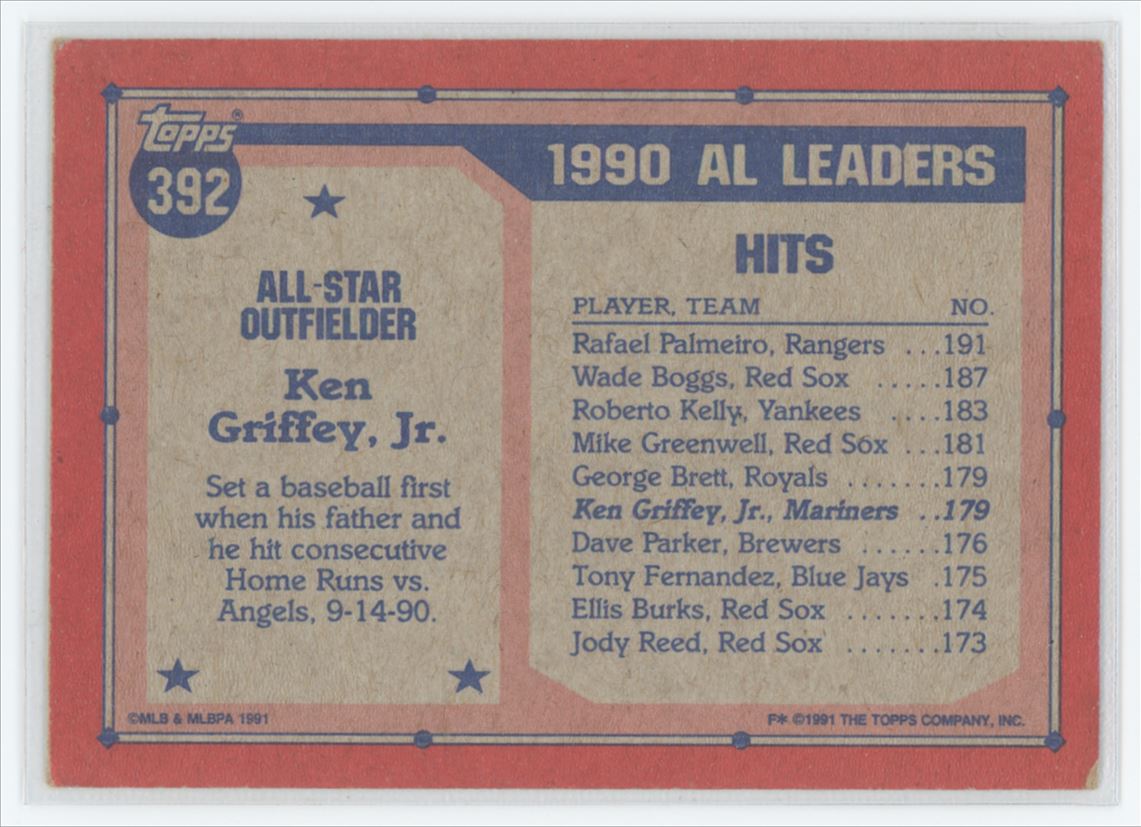 Topps®
392
ALL-STAR
OUTFIELDER
Ken
Griffey, Jr.
Set a baseball first
when his father and
he hit consecutive
Home Runs vs.
Angels, 9-14-90.
1990 AL LEADERS
HITS
PLAYER, TEAM NO.
Rafael Palmeiro, Rangers ...191
Wade Boggs, Red Sox .....187
Roberto Kelly, Yankees ....183
Mike Greenwell, Red Sox .181
George Brett, Royals .......179
Ken Griffey, Jr., Mariners ..179
Dave Parker, Brewers ......176
Tony Fernandez, Blue Jays .175
Ellis Burks, Red Sox .......174
Jody Reed, Red Sox .......173
©MLB & MLBPA 1991
F* ©1991 THE TOPPS COMPANY, INC.